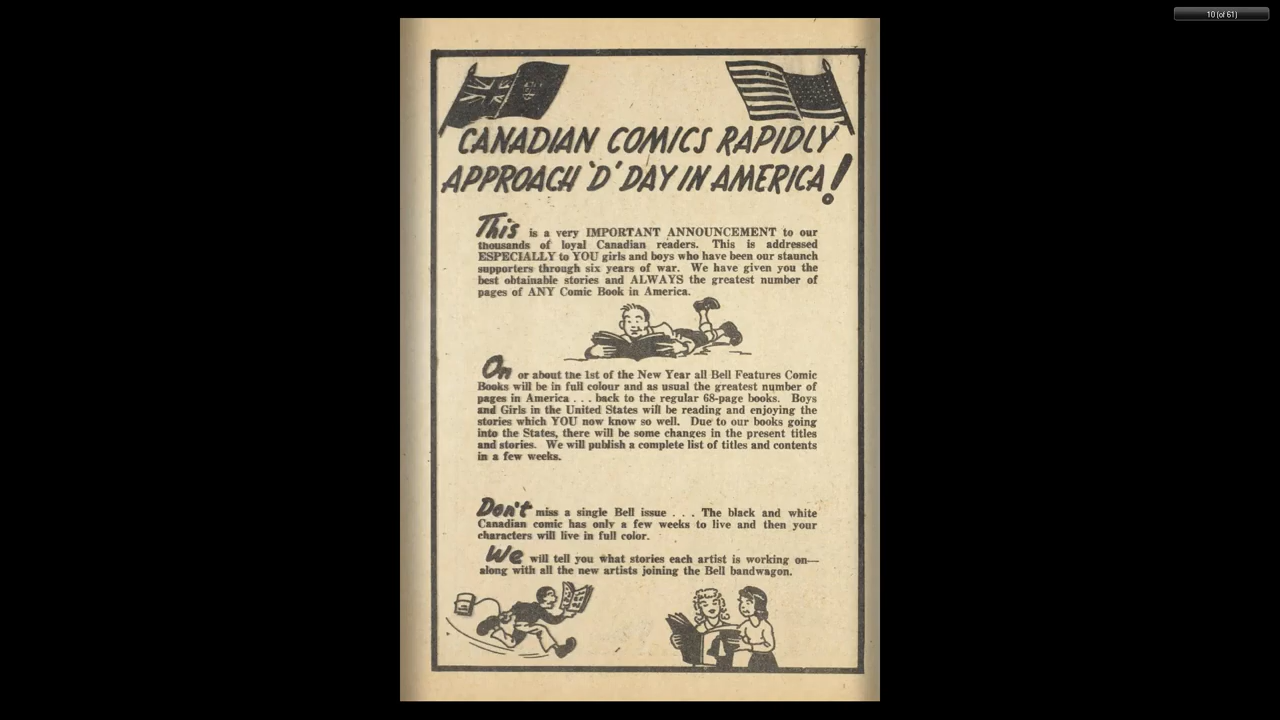 10 (of 61)
CANADIAN COMICS RAPIDLY
APPROACH 'D' DAY IN AMERICA!
This is a very IMPORTANT ANNOUNCEMENT to our
thousands of loyal Canadian readers. This is addressed
ESPECIALLY to YOU girls and boys who have been our staunch
supporters through six years of war. We have given you the
best obtainable stories and ALWAYS the greatest number of
pages of ANY Comic Book in America.
On or about the 1st of the New Year all Bell Features Comic
Books will be in full colour and as usual the greatest number of
pages in America . . . back to the regular 68-page books. Boys
and Girls in the United States will be reading and enjoying the
stories which YOU now know so well. Due to our books going
into the States, there will be some changes in the present titles
and stories. We will publish a complete list of titles and contents
in a few weeks.
Don't miss a single Bell issue . . . The black and white
Canadian comic has only a few weeks to live and then your
characters will live in full color.
We will tell you what stories each artist is working on—
along with all the new artists joining the Bell bandwagon.